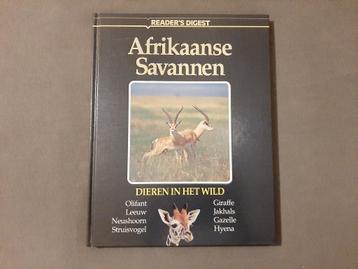 READER'S DIGEST
Afrikaanse
Savannen
DIEREN IN HET WILD
Olifant
Leeuw
Neushoorn
Struisvogel
Giraffe
Jakhals
Gazelle
Hyena